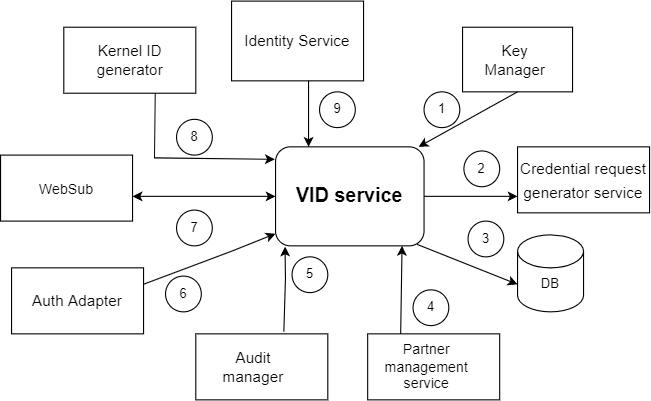 Kernel ID
generator
Identity Service
Key
Manager
8
9
1
WebSub
VID service
2
Credential request
generator service
7
3
Auth Adapter
6
5
4
DB
Audit
manager
Partner
management
service